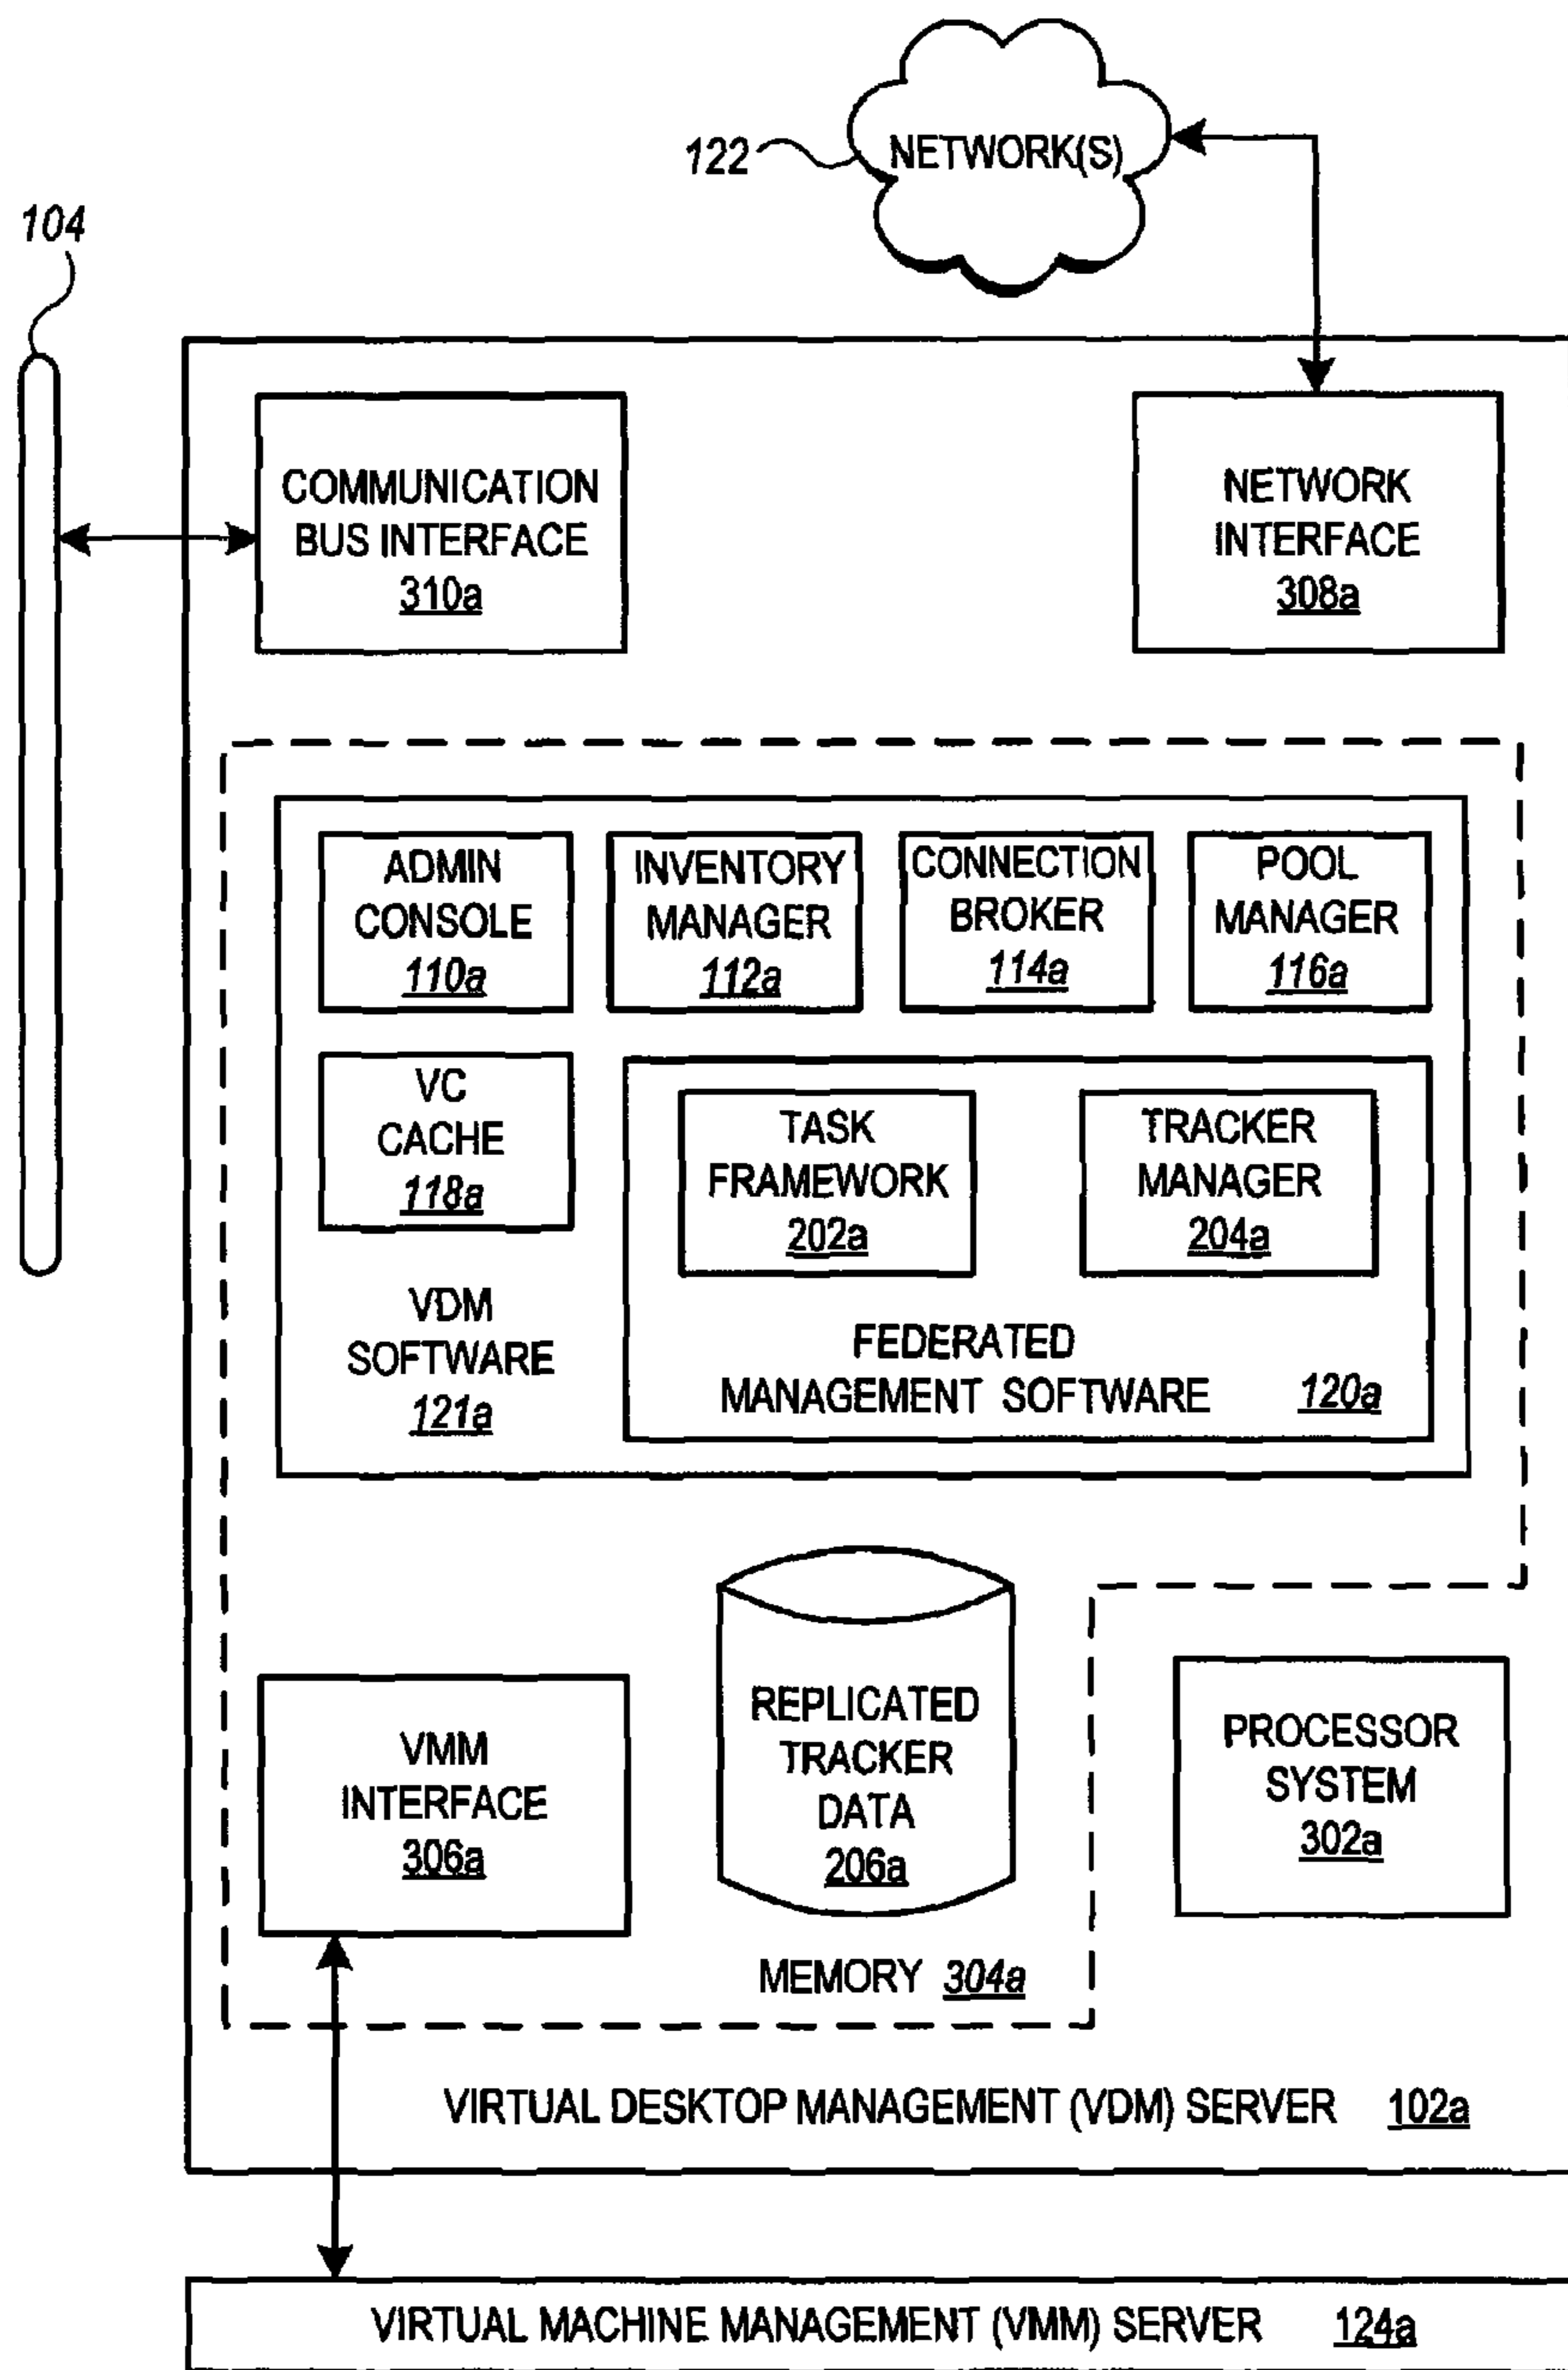 122
NETWORK(S)
104
COMMUNICATION
BUS INTERFACE
310a
NETWORK
INTERFACE
308a
ADMIN
CONSOLE
110a
INVENTORY
MANAGER
112a
CONNECTION
BROKER
114a
POOL
MANAGER
116a
VC
CACHE
118a
TASK
FRAMEWORK
202a
TRACKER
MANAGER
204a
VDM
SOFTWARE
121a
FEDERATED
MANAGEMENT SOFTWARE 120a
VMM
INTERFACE
306a
REPLICATED
TRACKER
DATA
206a
PROCESSOR
SYSTEM
302a
MEMORY 304a
VIRTUAL DESKTOP MANAGEMENT (VDM) SERVER 102a
VIRTUAL MACHINE MANAGEMENT (VMM) SERVER 124a